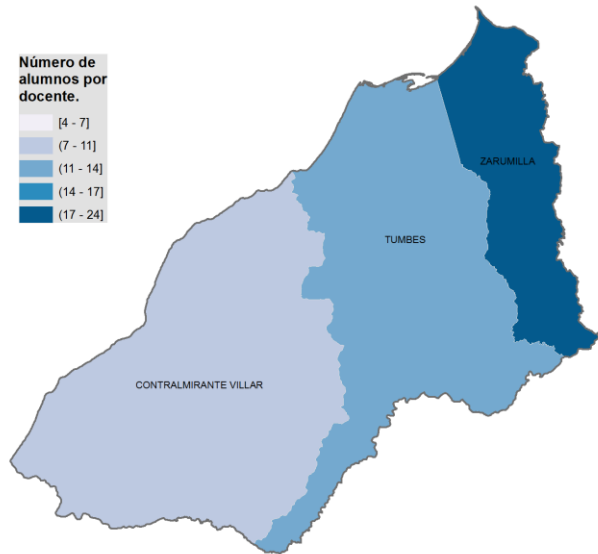 Número de
alumnos por
docente.
[4 - 7]
(7 - 11]
(11 - 14]
(14 - 17]
(17 - 24]
ZARUMILLA
TUMBES
CONTRALMIRANTE VILLAR